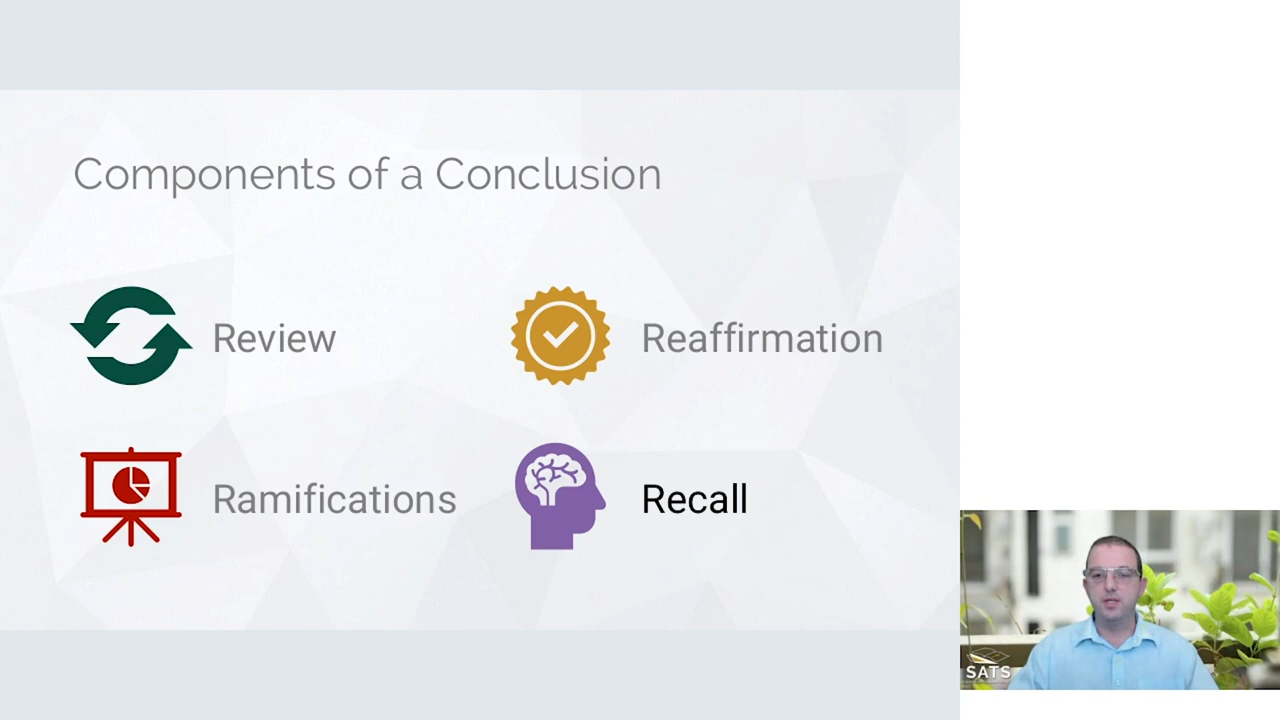 Components of a Conclusion
Review
Reaffirmation
Ramifications
Recall
SATS